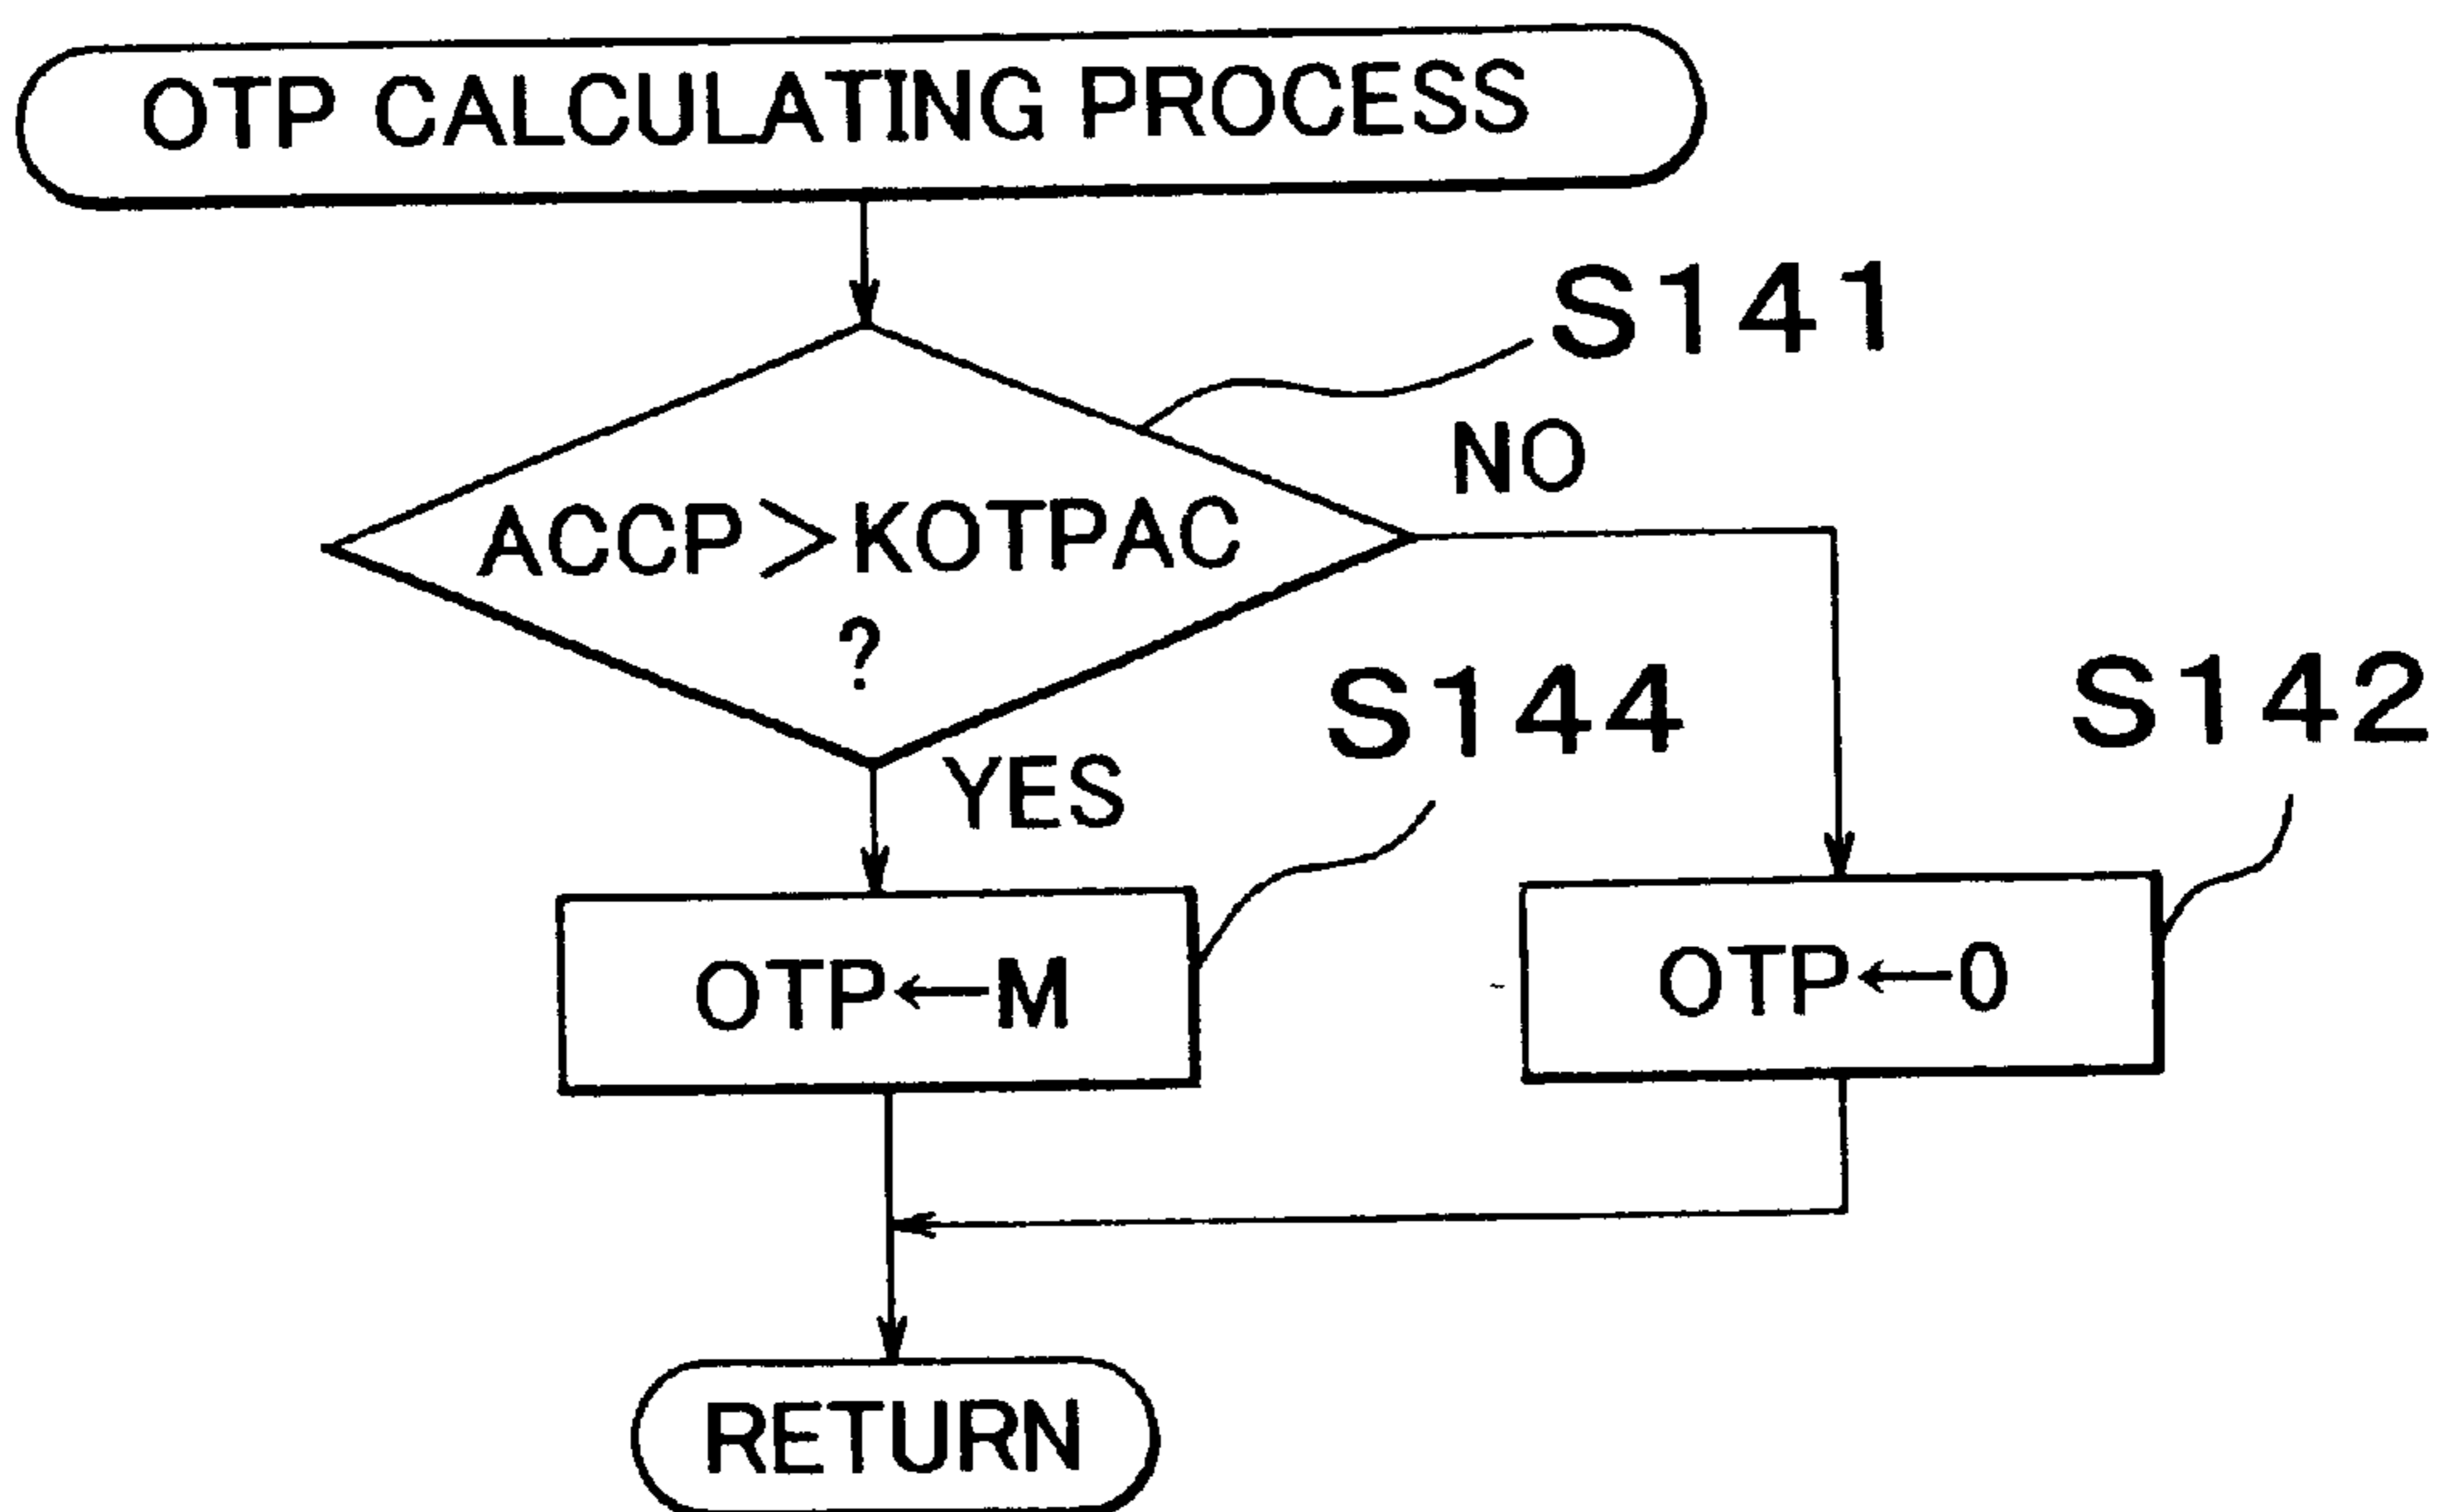 OTP CALCULATING PROCESS
S141
NO
ACCP>KOTPAC
?
YES
S144
S142
OTP←M
OTP←0
RETURN